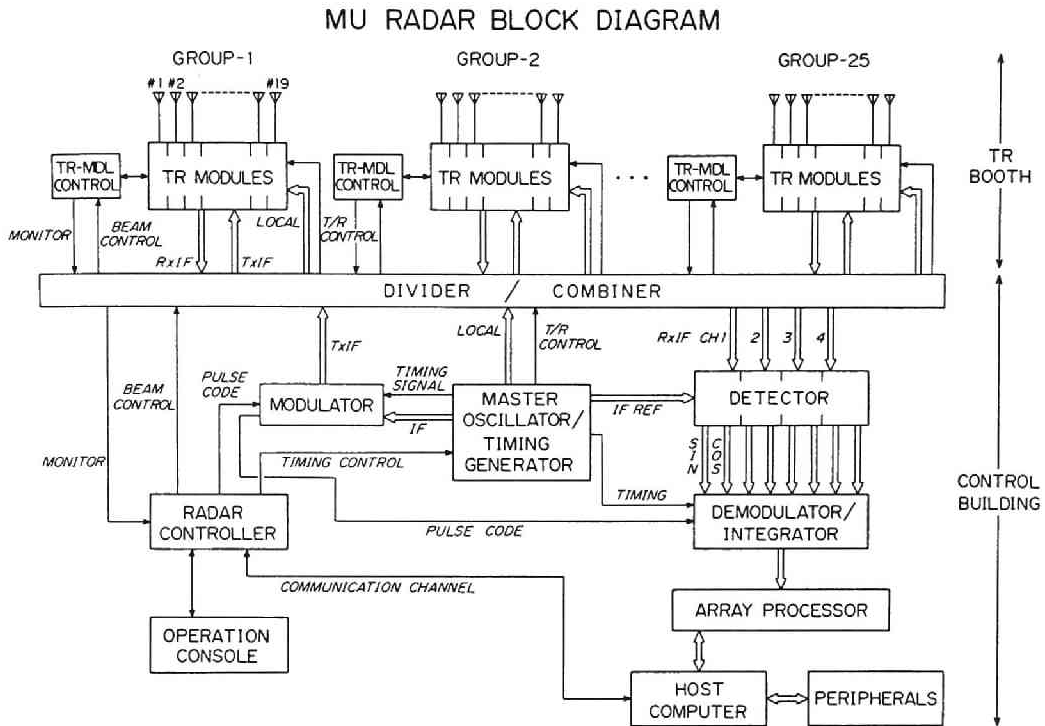 MU RADAR BLOCK DIAGRAM
GROUP-1
GROUP-2
GROUP-25
#1 #2 #19
TR-MDL
CONTROL
TR MODULES
TR-MDL
CONTROL
TR MODULES
. . .
TR-MDL
CONTROL
TR MODULES
TR
BOOTH
MONITOR
BEAM
CONTROL
RxIF
TxIF
LOCAL
T/R
CONTROL
DIVIDER / COMBINER
TxIF
LOCAL
T/R
CONTROL
RxIF CH1 2 3 4
BEAM
CONTROL
PULSE
CODE
MODULATOR
TIMING
SIGNAL
IF
MASTER
OSCILLATOR/
TIMING
GENERATOR
IF REF
DETECTOR
MONITOR
TIMING CONTROL
SIN
COS
TIMING
CONTROL
BUILDING
RADAR
CONTROLLER
PULSE CODE
DEMODULATOR/
INTEGRATOR
COMMUNICATION CHANNEL
ARRAY PROCESSOR
OPERATION
CONSOLE
HOST
COMPUTER
PERIPHERALS